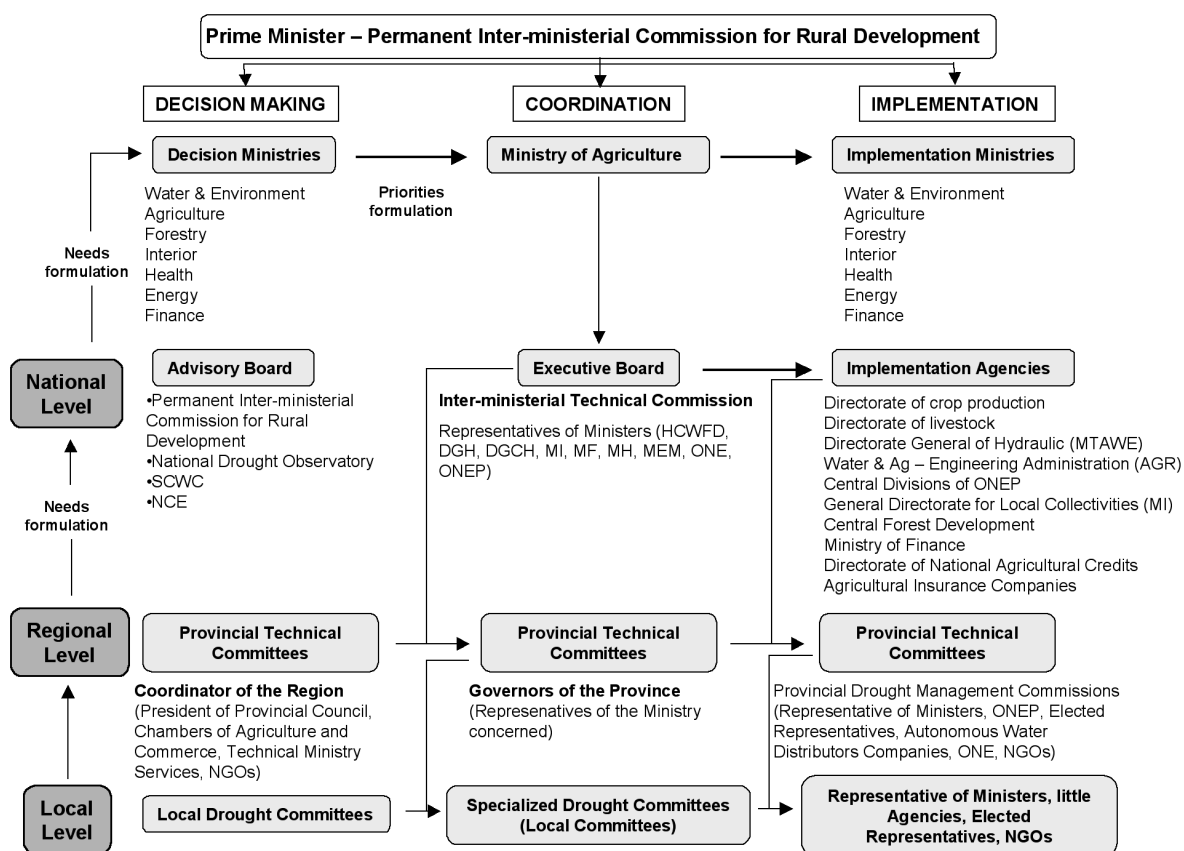 Prime Minister – Permanent Inter-ministerial Commission for Rural Development
DECISION MAKING
COORDINATION
IMPLEMENTATION
Decision Ministries
Ministry of Agriculture
Implementation Ministries
Priorities
formulation
Water & Environment
Agriculture
Forestry
Interior
Health
Energy
Finance
Water & Environment
Agriculture
Forestry
Interior
Health
Energy
Finance
Needs
formulation
National
Level
Advisory Board
•Permanent Inter-ministerial
Commission for Rural
Development
•National Drought Observatory
•SCWC
•NCE
Executive Board
Inter-ministerial Technical Commission
Representatives of Ministers (HCWFD,
DGH, DGCH, MI, MF, MH, MEM, ONE,
ONEP)
Implementation Agencies
Directorate of crop production
Directorate of livestock
Directorate General of Hydraulic (MTAWE)
Water & Ag – Engineering Administration (AGR)
Central Divisions of ONEP
General Directorate for Local Collectivities (MI)
Central Forest Development
Ministry of Finance
Directorate of National Agricultural Credits
Agricultural Insurance Companies
Needs
formulation
Regional
Level
Provincial Technical
Committees
Coordinator of the Region
(President of Provincial Council,
Chambers of Agriculture and
Commerce, Technical Ministry
Services, NGOs)
Provincial Technical
Committees
Governors of the Province
(Represenatives of the Ministry
concerned)
Provincial Technical
Committees
Provincial Drought Management Commissions
(Representative of Ministers, ONEP, Elected
Representatives, Autonomous Water
Distributors Companies, ONE, NGOs)
Local
Level
Local Drought Committees
Specialized Drought Committees
(Local Committees)
Representative of Ministers, little
Agencies, Elected
Representatives, NGOs